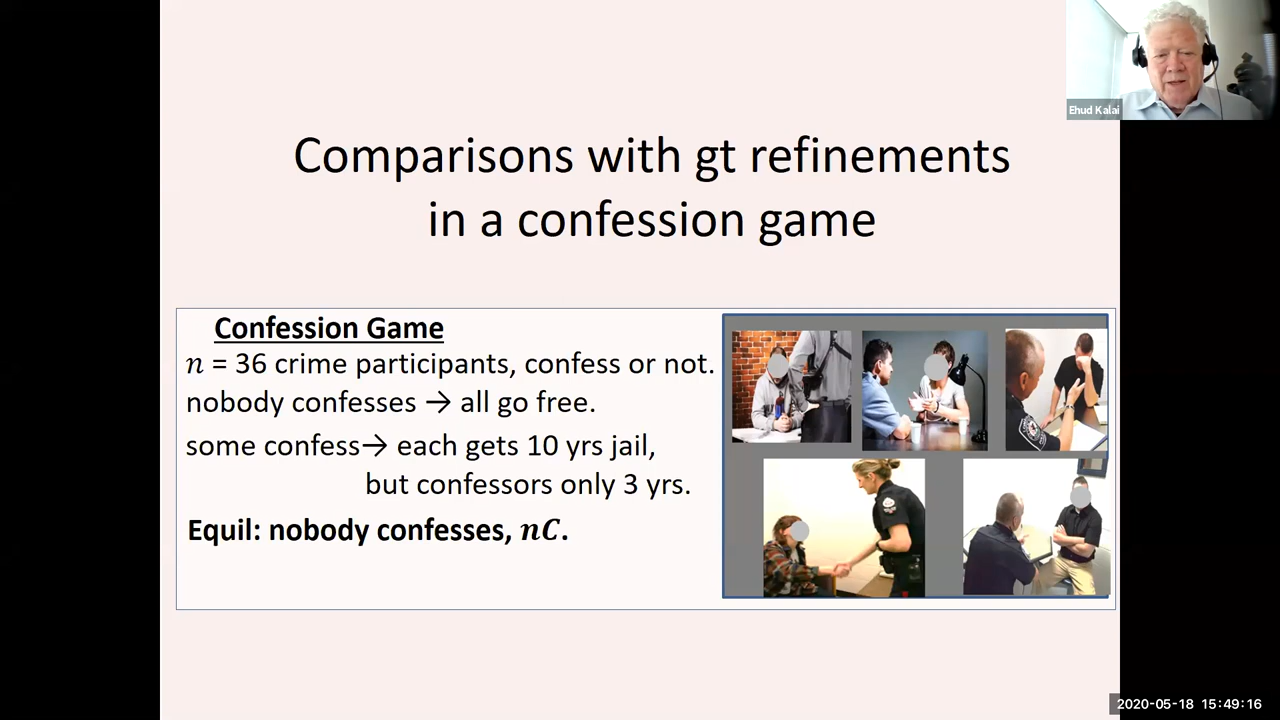 Ehud Kalai
Comparisons with gt refinements
in a confession game
Confession Game
n = 36 crime participants, confess or not.
nobody confesses → all go free.
some confess→ each gets 10 yrs jail,
but confessors only 3 yrs.
Equil: nobody confesses, nC.
2020-05-18 15:49:16